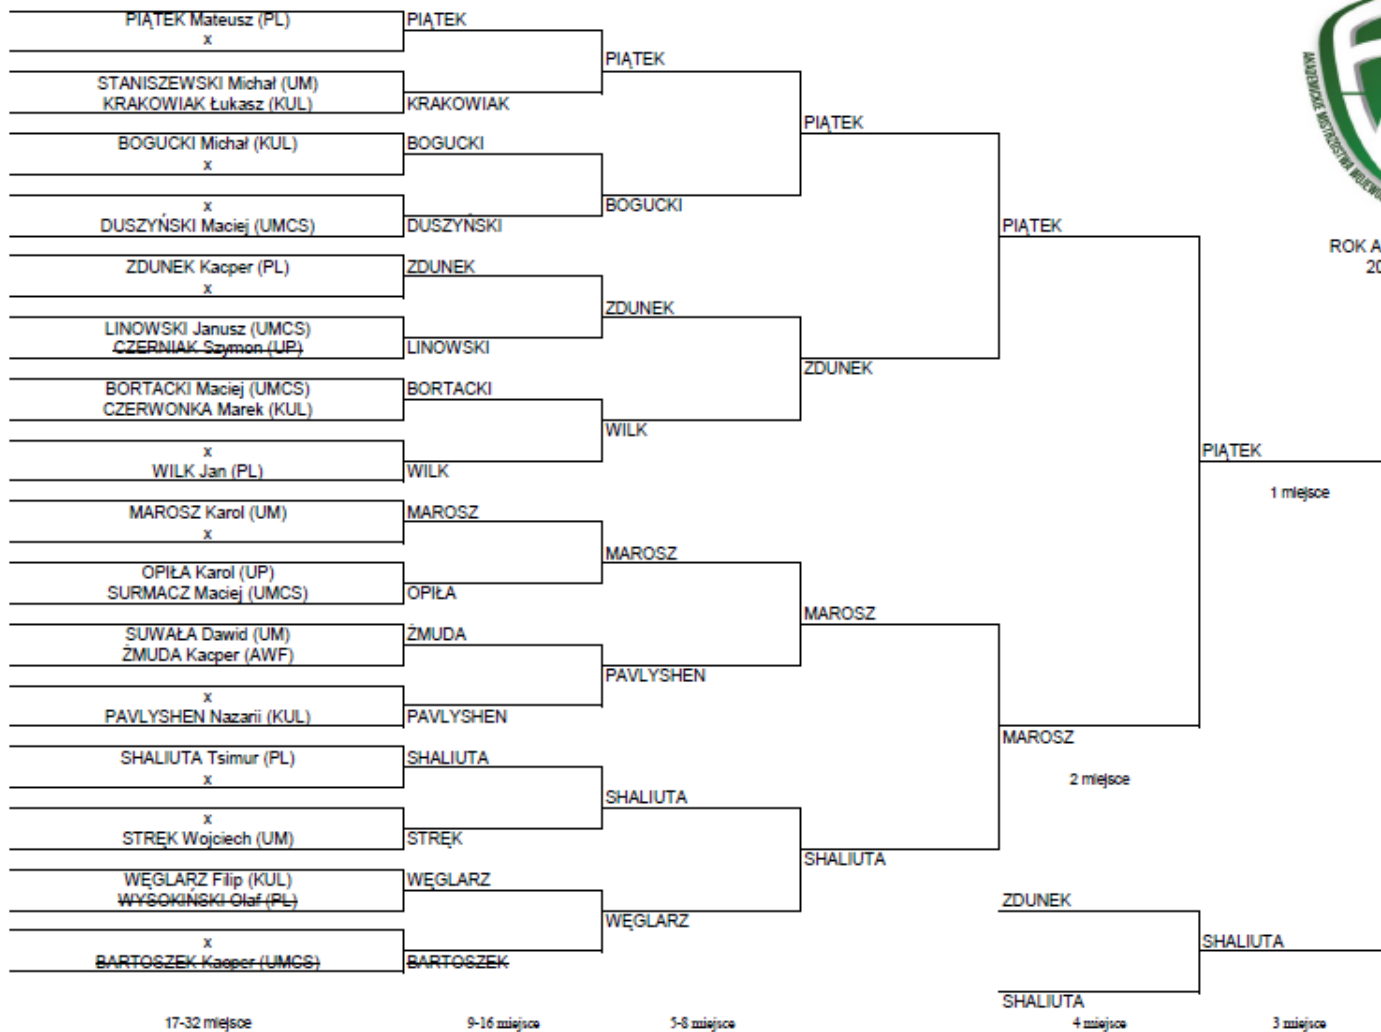 PIĄTEK Mateusz (PL)
x
STANISZEWSKI Michał (UM)
KRAKOWIAK Łukasz (KUL)
BOGUCKI Michał (KUL)
x
x
DUSZYŃSKI Maciej (UMCS)
ZDUNEK Kacper (PL)
x
LINOWSKI Janusz (UMCS)
CZERNIAK Szymon (UP)
BORTACKI Maciej (UMCS)
CZERWONKA Marek (KUL)
x
WILK Jan (PL)
MAROSZ Karol (UM)
x
OPIŁA Karol (UP)
SURMACZ Maciej (UMCS)
SUWAŁA Dawid (UM)
ŻMUDA Kacper (AWF)
x
PAVLYSHEN Nazarii (KUL)
SHALIUTA Tsimur (PL)
x
x
STRĘK Wojciech (UM)
WĘGLARZ Filip (KUL)
WYSOKIŃSKI Olaf (PL)
x
BARTOSZEK Kacper (UMCS)
17-32 miejsce
PIĄTEK
KRAKOWIAK
BOGUCKI
DUSZYŃSKI
ZDUNEK
LINOWSKI
BORTACKI
WILK
MAROSZ
OPIŁA
ŻMUDA
PAVLYSHEN
SHALIUTA
STRĘK
WĘGLARZ
BARTOSZEK
9-16 miejsce
PIĄTEK
BOGUCKI
ZDUNEK
WILK
MAROSZ
PAVLYSHEN
SHALIUTA
WĘGLARZ
5-8 miejsce
PIĄTEK
ZDUNEK
MAROSZ
SHALIUTA
PIĄTEK
MAROSZ
2 miejsce
ZDUNEK
SHALIUTA
4 miejsce
PIĄTEK
1 miejsce
SHALIUTA
3 miejsce
AKADEMICKIE MISTRZOSTWA
ROK A
20